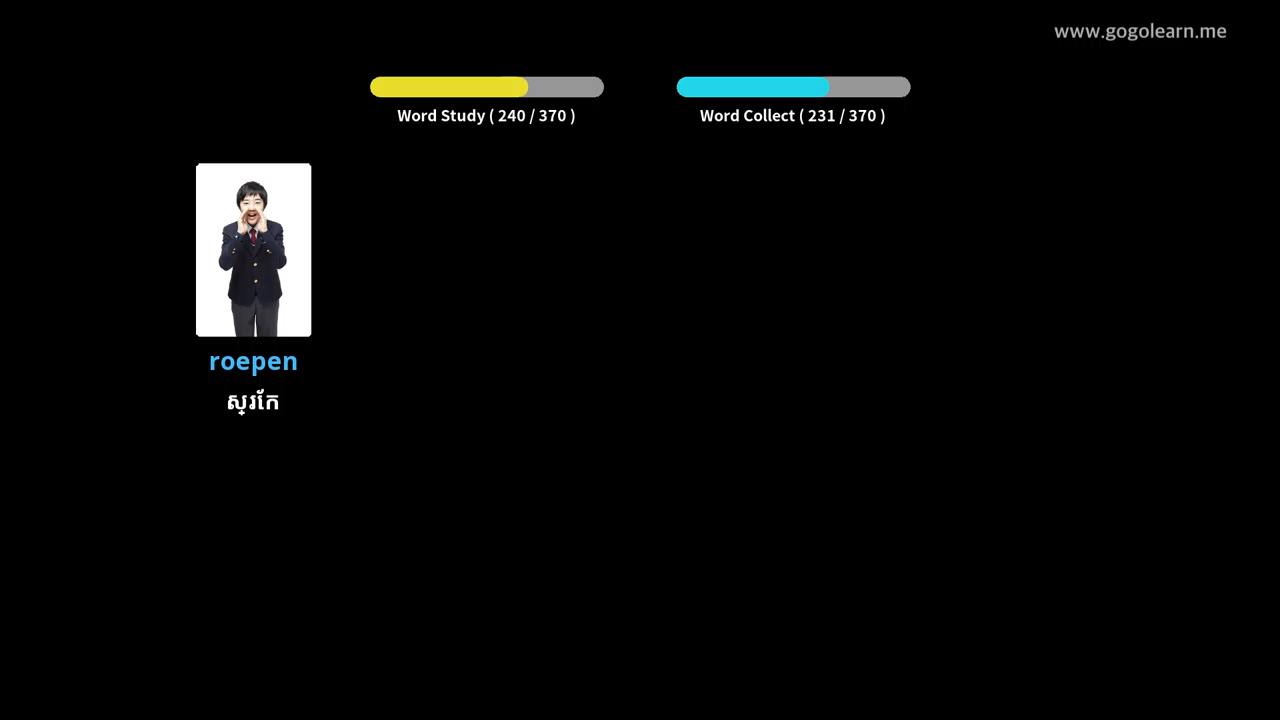 www.gogolearn.me
Word Study ( 240 / 370 )
Word Collect ( 231 / 370 )
roepen
ស្រែក